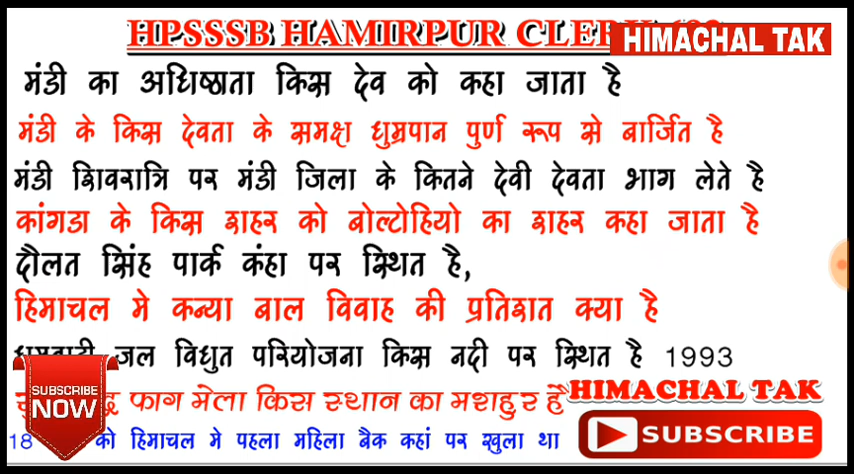 HPSSSB HAMIRPUR CLERK
HIMACHAL TAK
मंडी का अधिष्ठाता किस देव को कहा जाता है
मंडी के किस देवता के समक्ष धुम्रपान पुर्ण रूप से बार्जित है
मंडी शिवरात्रि पर मंडी जिला के कितने देवी देवता भाग लेते है
कांगडा के किस शहर को बोल्टोहियो का शहर कहा जाता है
दौलत सिंह पार्क कंहा पर स्थित है,
हिमाचल मे कन्या बाल विवाह की प्रतिशत क्या है
जल विधुत परियोजना किस नदी पर स्थित है 1993
फाग मेला किस स्थान का मशहुर है
HIMACHAL TAK
18 को हिमाचल मे पहला महिला बैक कहां पर खुला था
SUBSCRIBE
NOW
SUBSCRIBE